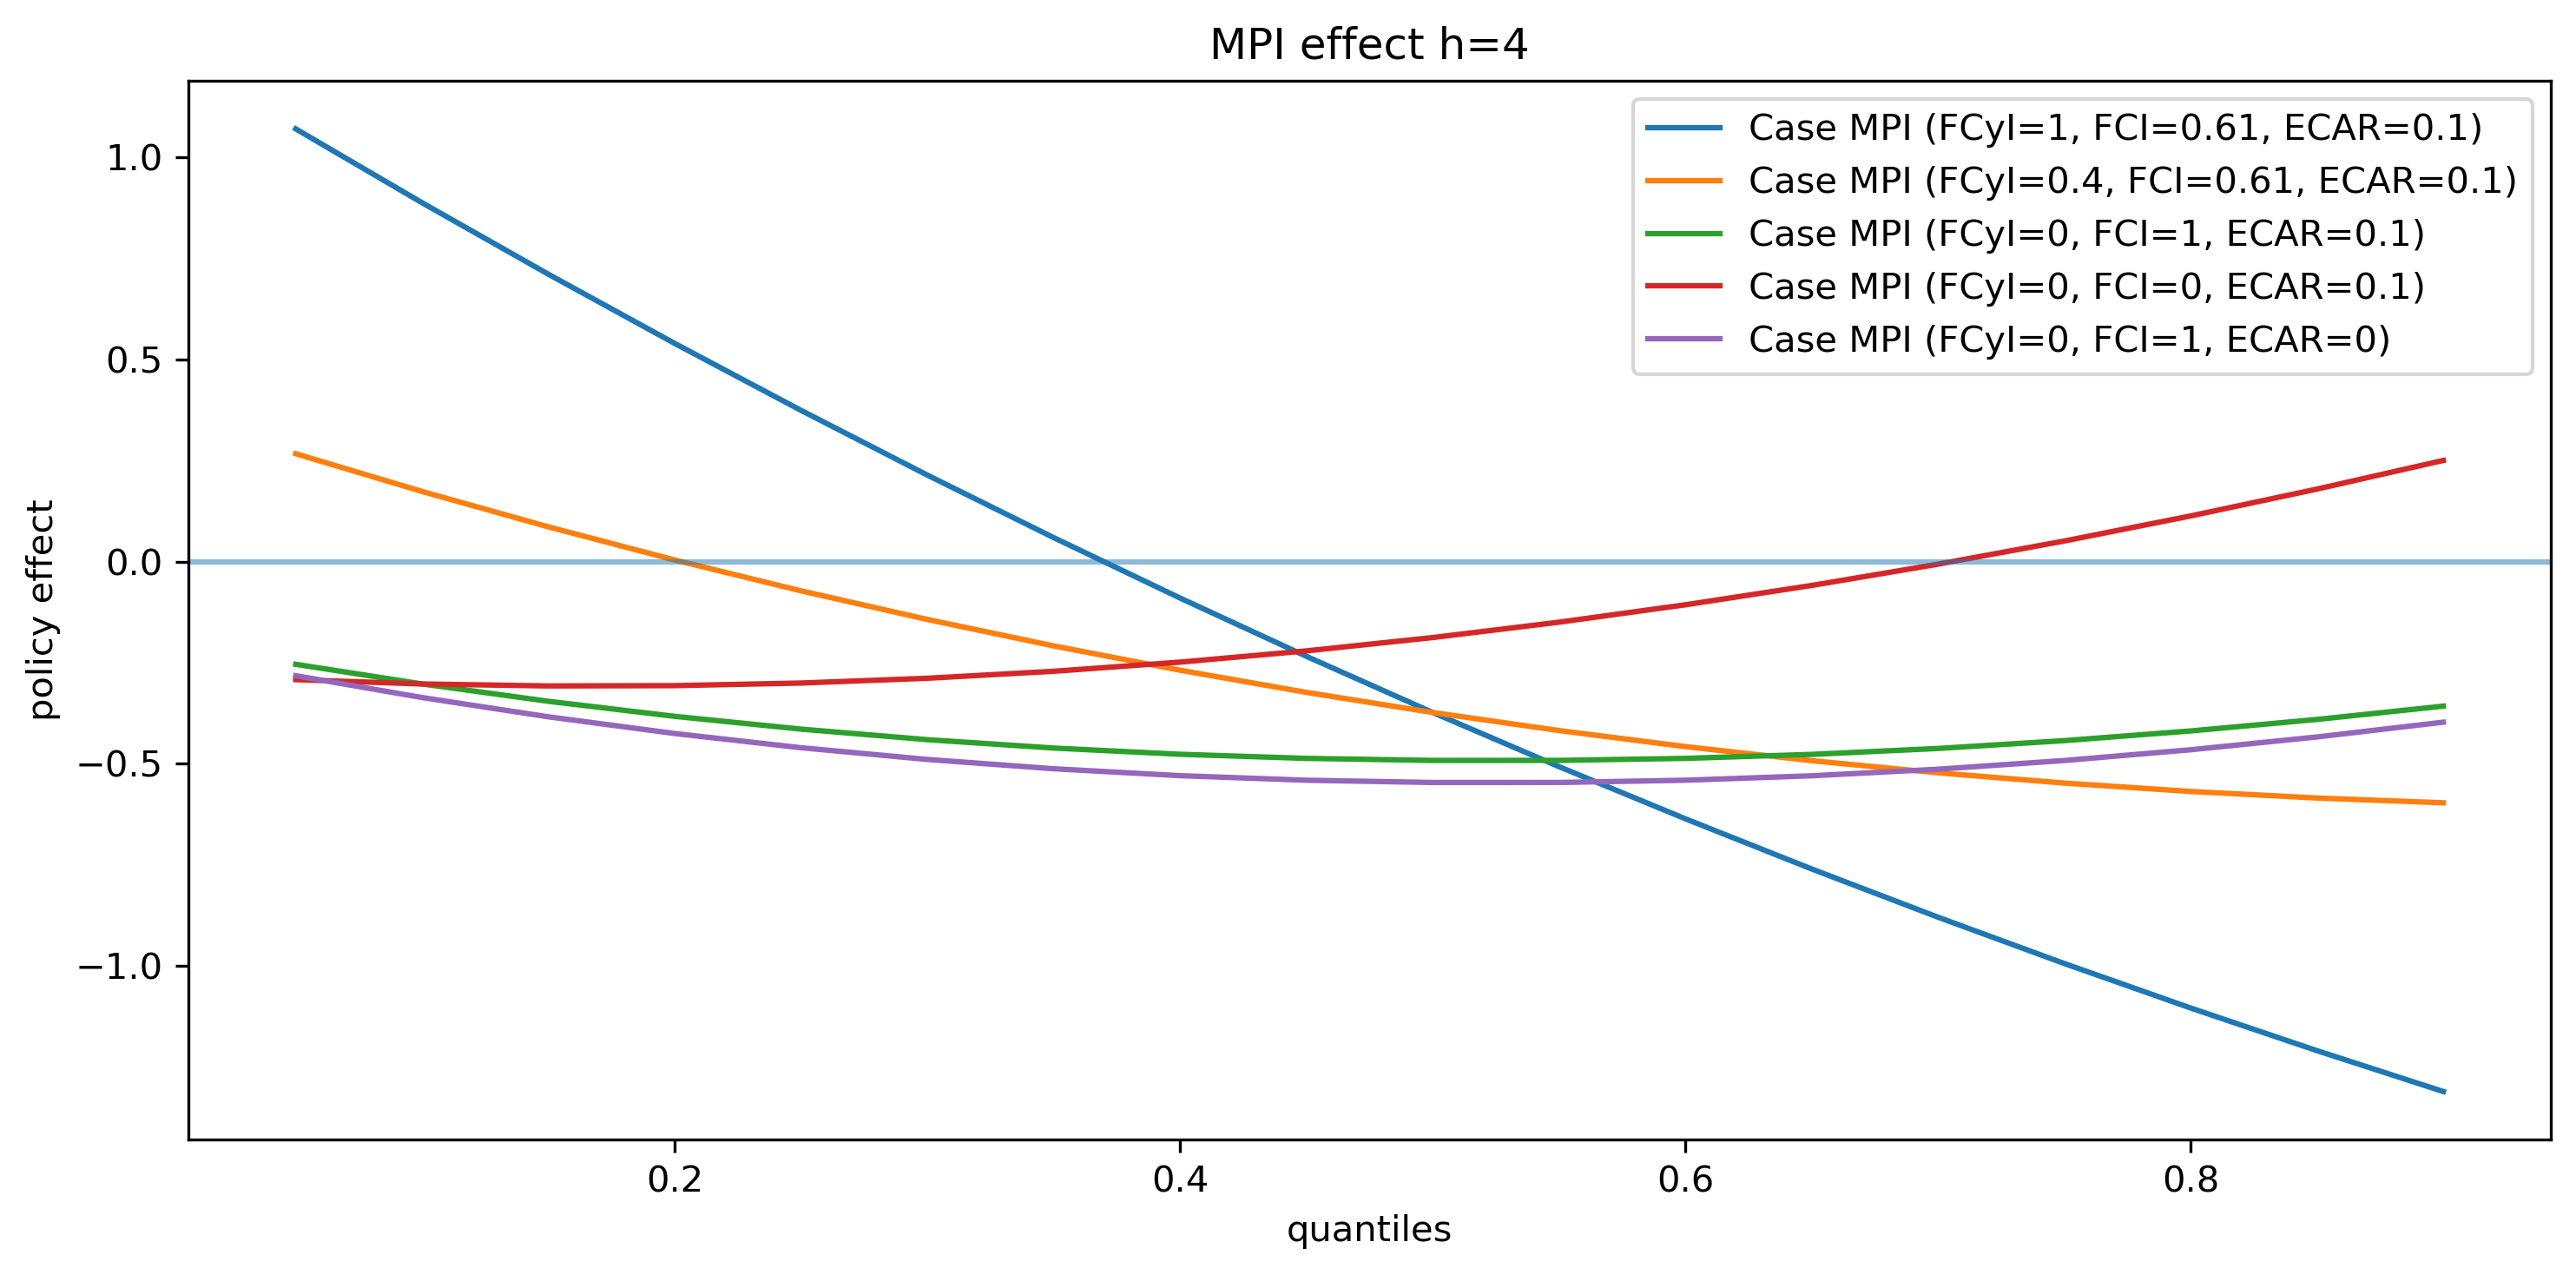 MPI effect h=4
Case MPI (FCyI=1, FCI=0.61, ECAR=0.1)
Case MPI (FCyI=0.4, FCI=0.61, ECAR=0.1)
Case MPI (FCyI=0, FCI=1, ECAR=0.1)
Case MPI (FCyI=0, FCI=0, ECAR=0.1)
Case MPI (FCyI=0, FCI=1, ECAR=0)
policy effect
1.0
0.5
0.0
−0.5
−1.0
0.2 0.4 0.6 0.8
quantiles